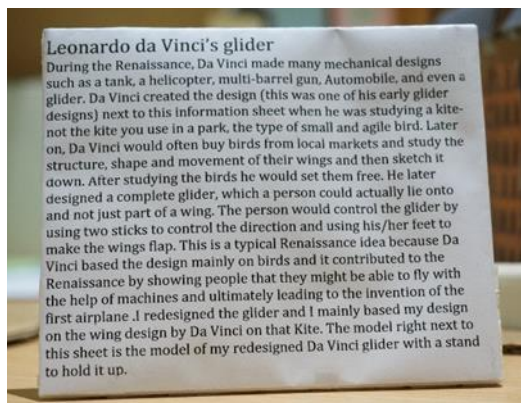 Leonardo da Vinci's glider
During the Renaissance, Da Vinci made many mechanical designs
such as a tank, a helicopter, multi-barrel gun, Automobile, and even a
glider. Da Vinci created the design (this was one of his early glider
designs) next to this information sheet when he was studying a kite-
not the kite you use in a park, the type of small and agile bird. Later
on, Da Vinci would often buy birds from local markets and study the
structure, shape and movement of their wings and then sketch it
down. After studying the birds he would set them free. He later
designed a complete glider, which a person could actually lie onto
and not just part of a wing. The person would control the glider by
using two sticks to control the direction and using his/her feet to
make the wings flap. This is a typical Renaissance idea because Da
Vinci based the design mainly on birds and it contributed to the
Renaissance by showing people that they might be able to fly with
the help of machines and ultimately leading to the invention of the
first airplane .I redesigned the glider and I mainly based my design
on the wing design by Da Vinci on that Kite. The model right next to
this sheet is the model of my redesigned Da Vinci glider with a stand
to hold it up.